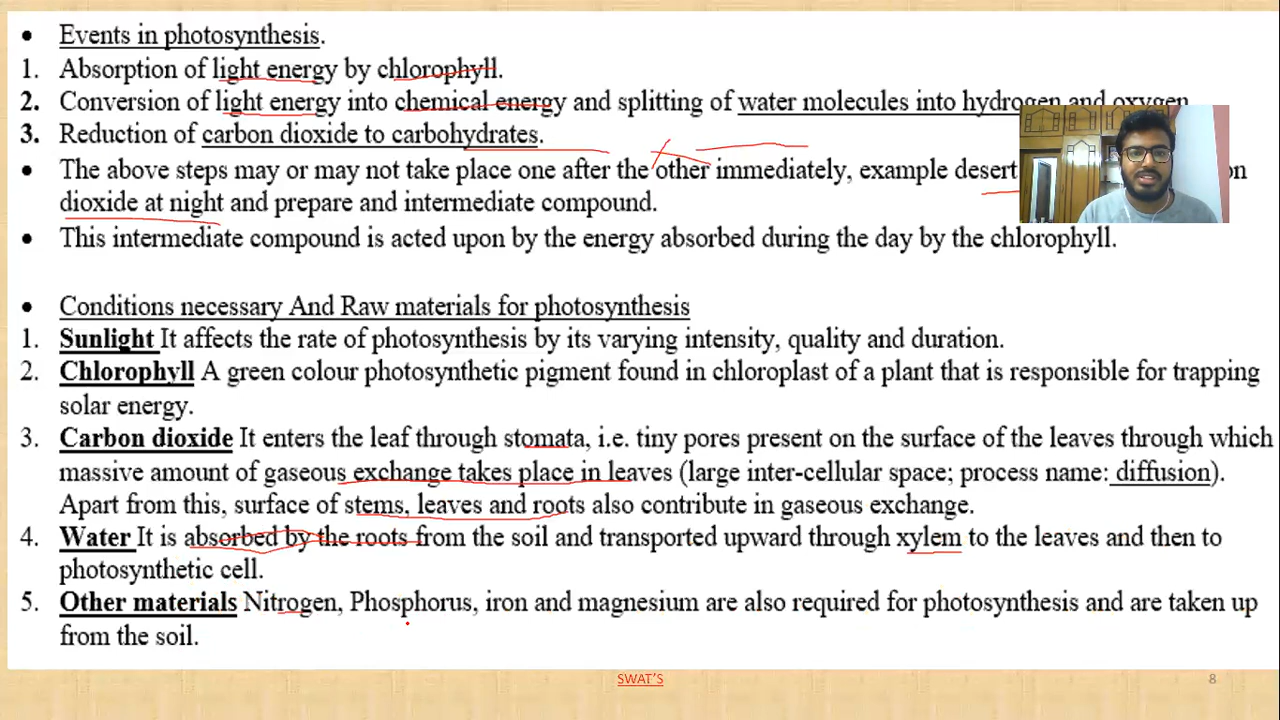 • Events in photosynthesis.
1. Absorption of light energy by chlorophyll.
2. Conversion of light energy into chemical energy and splitting of water molecules into hydrogen and oxygen
3. Reduction of carbon dioxide to carbohydrates.
• The above steps may or may not take place one after the other immediately, example desert on
dioxide at night and prepare and intermediate compound.
• This intermediate compound is acted upon by the energy absorbed during the day by the chlorophyll.
• Conditions necessary And Raw materials for photosynthesis
1. Sunlight It affects the rate of photosynthesis by its varying intensity, quality and duration.
2. Chlorophyll A green colour photosynthetic pigment found in chloroplast of a plant that is responsible for trapping
solar energy.
3. Carbon dioxide It enters the leaf through stomata, i.e. tiny pores present on the surface of the leaves through which
massive amount of gaseous exchange takes place in leaves (large inter-cellular space; process name: diffusion).
Apart from this, surface of stems, leaves and roots also contribute in gaseous exchange.
4. Water It is absorbed by the roots from the soil and transported upward through xylem to the leaves and then to
photosynthetic cell.
5. Other materials Nitrogen, Phosphorus, iron and magnesium are also required for photosynthesis and are taken up
from the soil.
SWAT'S 8